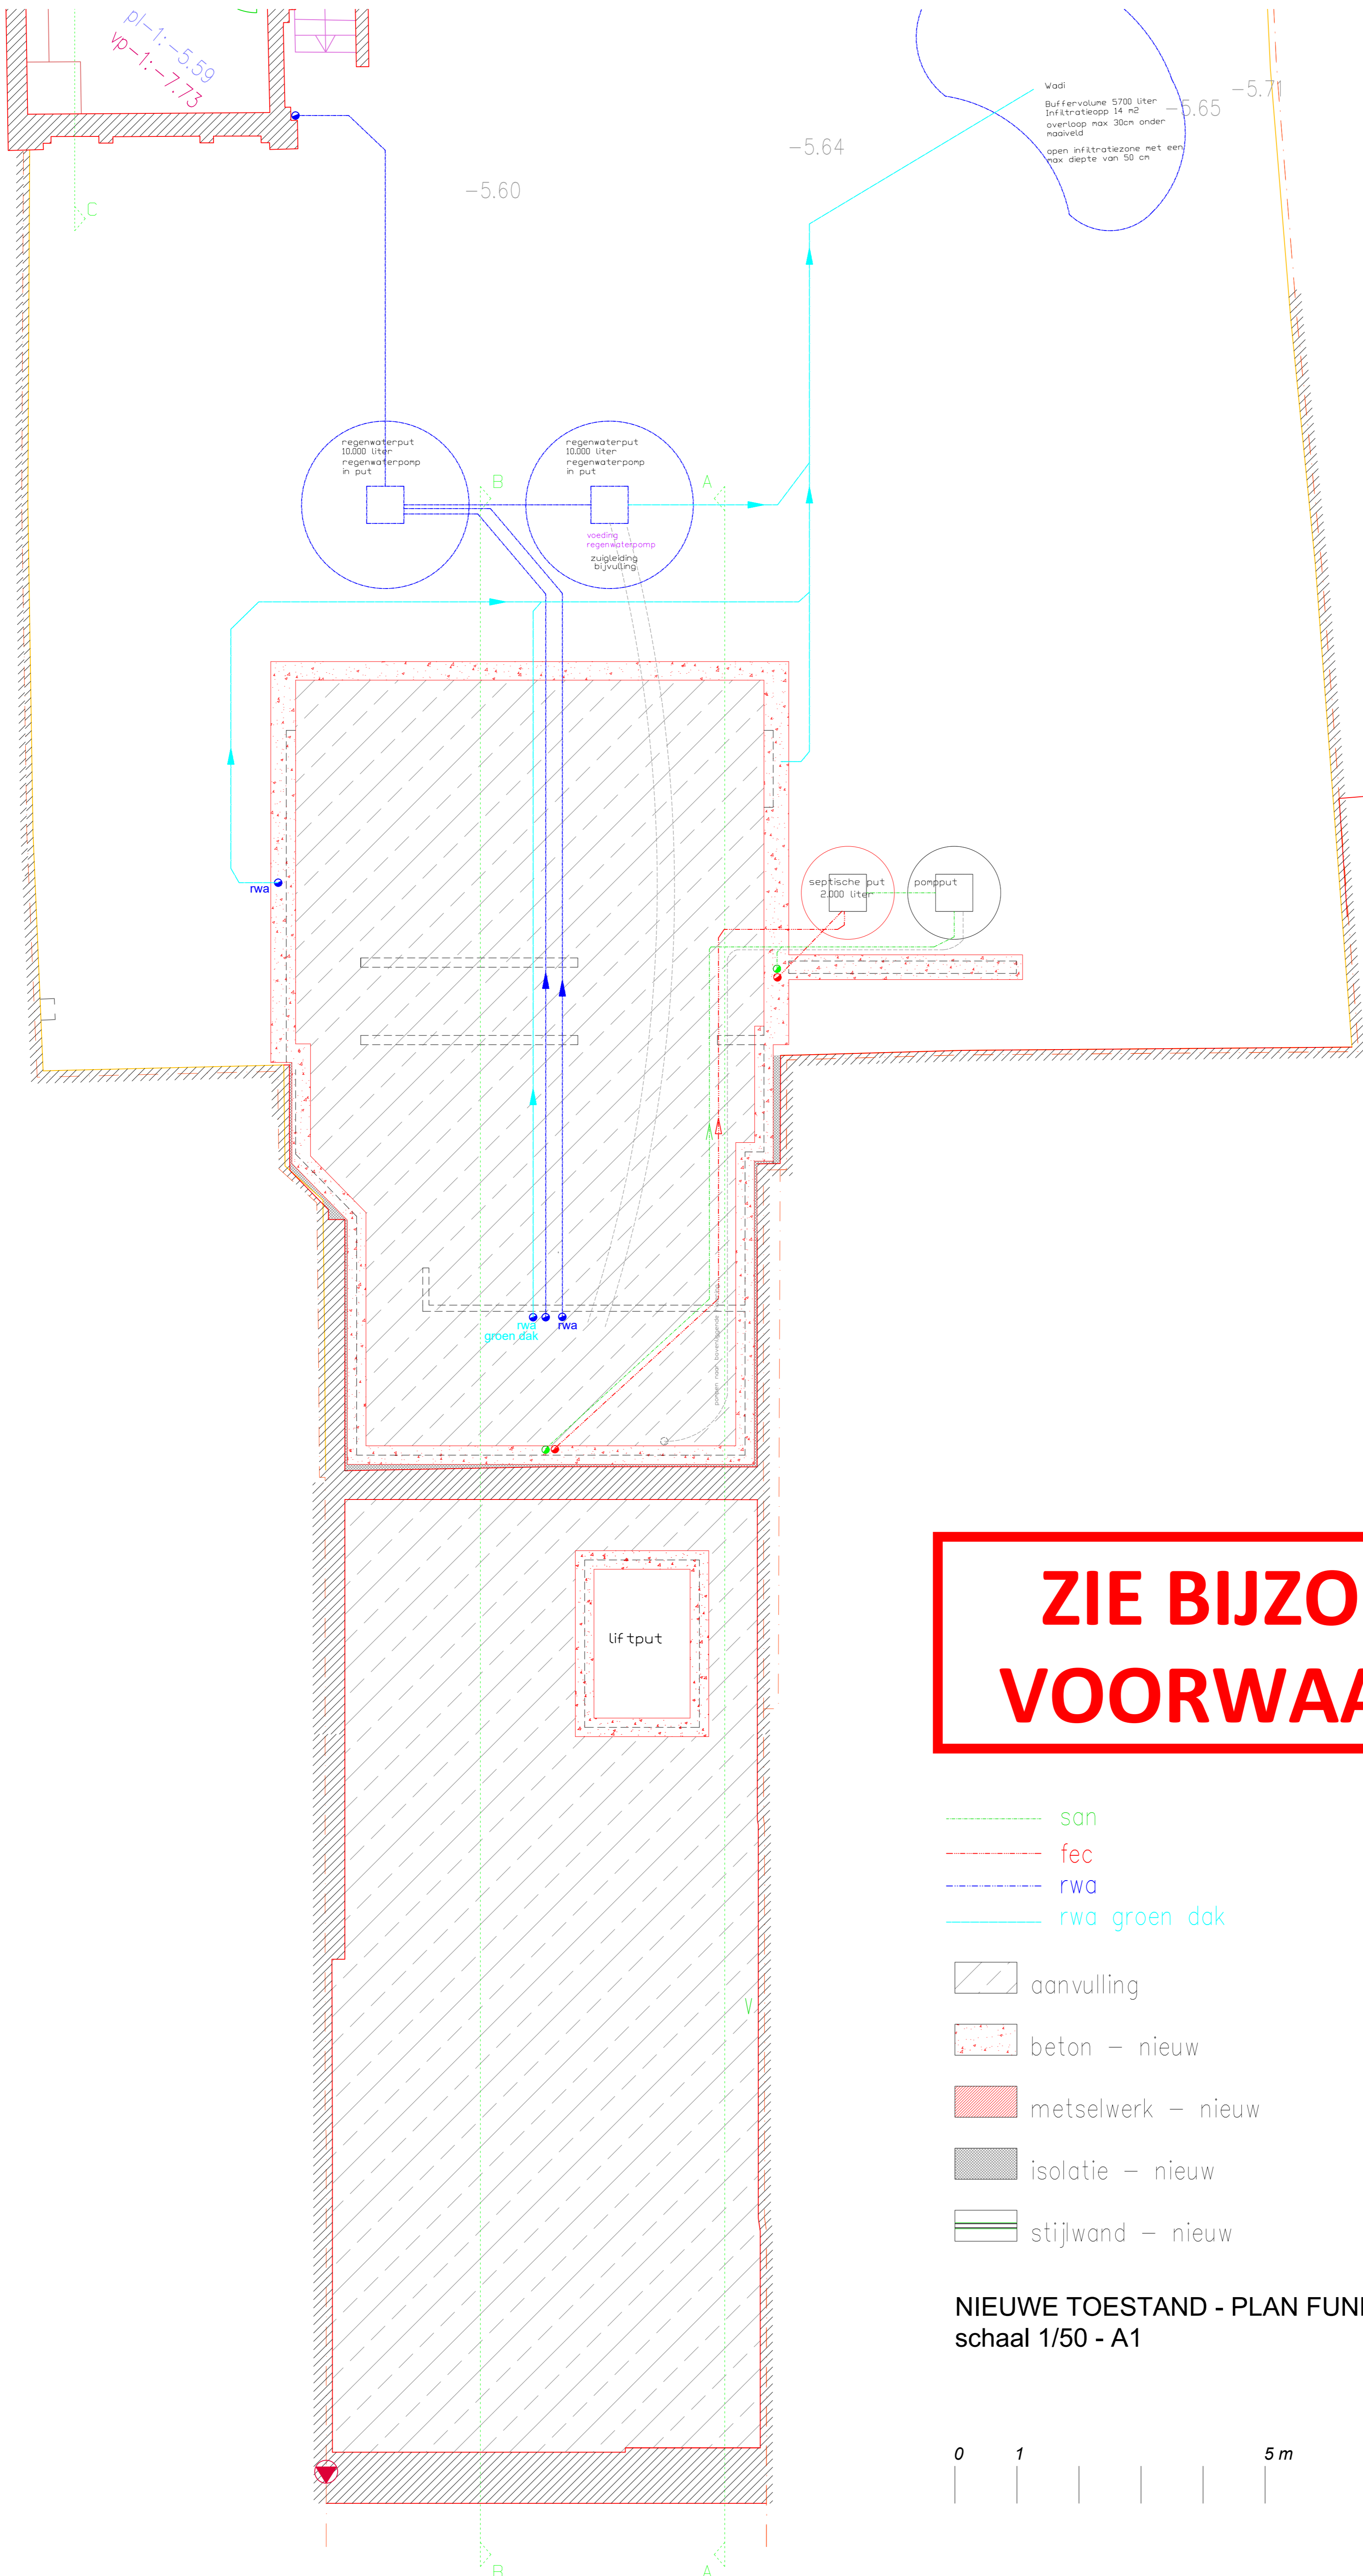 pl-1:-5.59
vp-1:-7.73
C
-5.60
-5.64
-5.65
-5.71
Wadi
Buffervolume 5700 liter
Infiltratieopp 14 m2
overloop max 30cm onder
maaiveld
open infiltratiezone met een
max diepte van 50 cm
regenwaterput
10.000 liter
regenwaterpomp
in put
regenwaterput
10.000 liter
regenwaterpomp
in put
B
A
voeding
regenwaterpomp
zuigleiding
bijvulling
rwa
septische put
2.000 liter
pompput
rwa
groen dak
rwa
liftput
ZIE BIJZO
VOORWAA
san
fec
rwa
rwa groen dak
aanvulling
beton - nieuw
metselwerk - nieuw
isolatie - nieuw
stijlwand - nieuw
NIEUWE TOESTAND - PLAN FUN
schaal 1/50 - A1
0 1 5 m
B
A